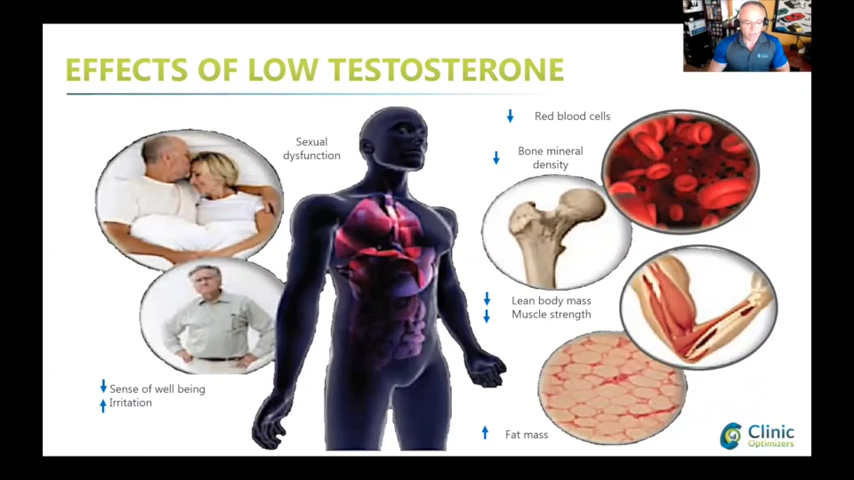 EFFECTS OF LOW TESTOSTERONE
Sexual
dysfunction
Red blood cells
Bone mineral
density
Lean body mass
Muscle strength
Sense of well being
Irritation
Fat mass
Clinic
Optimizers